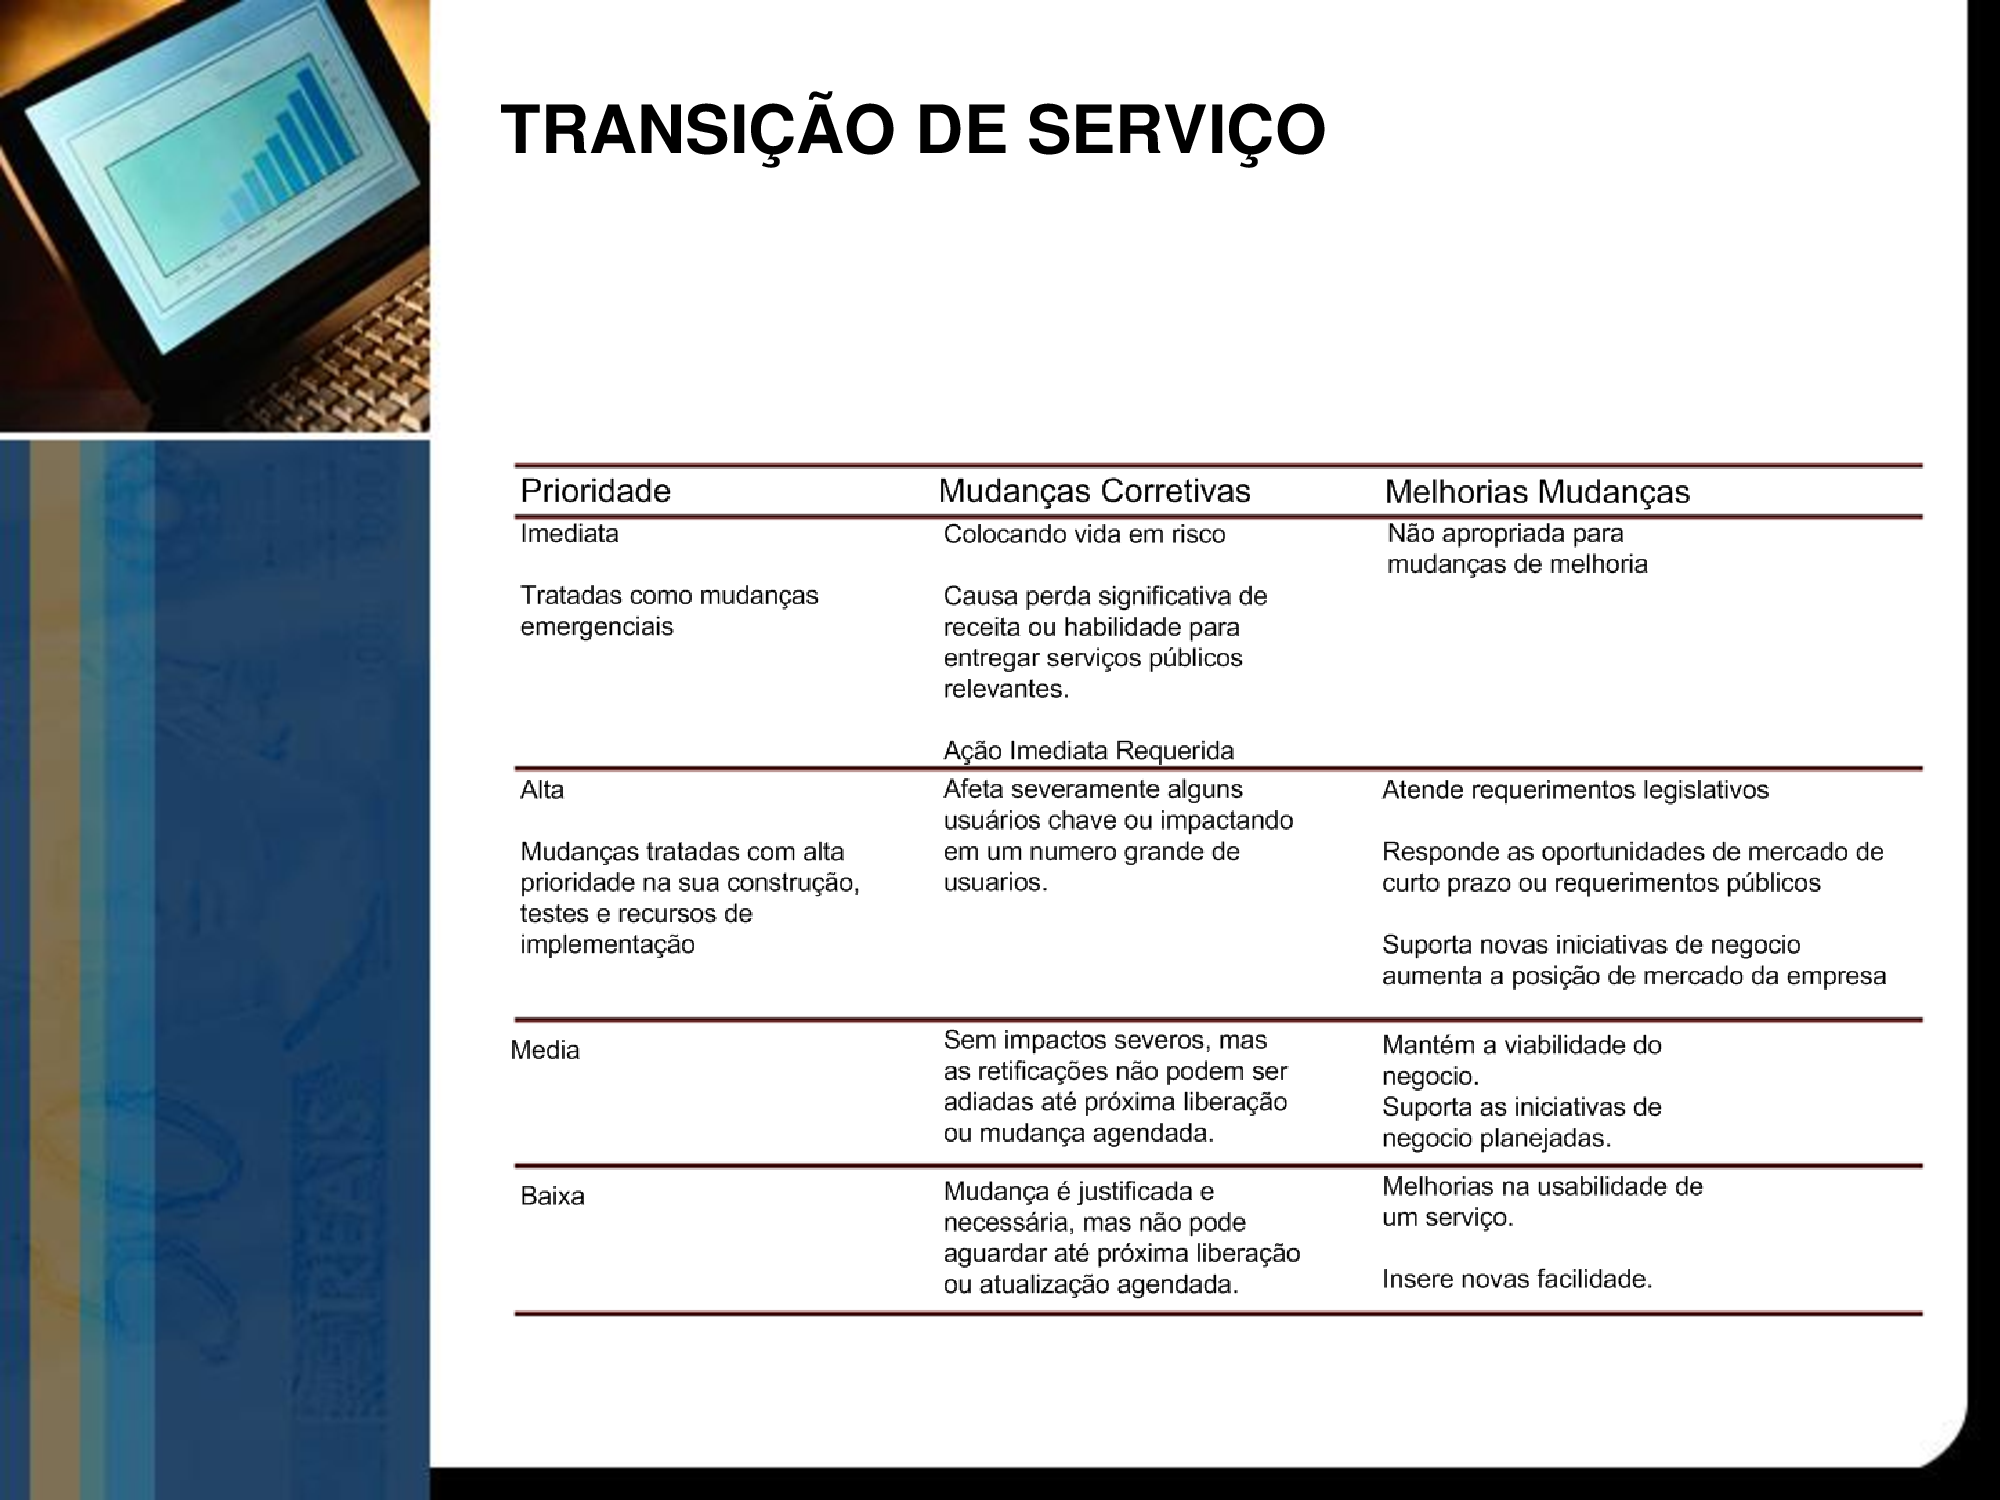 TRANSIÇÃO DE SERVIÇO
Prioridade Mudanças Corretivas Melhorias Mudanças
Imediata
Tratadas como mudanças
emergenciais
Colocando vida em risco
Causa perda significativa de
receita ou habilidade para
entregar serviços públicos
relevantes.
Ação Imediata Requerida
Não apropriada para
mudanças de melhoria
Alta
Mudanças tratadas com alta
prioridade na sua construção,
testes e recursos de
implementação
Afeta severamente alguns
usuários chave ou impactando
em um numero grande de
usuarios.
Atende requerimentos legislativos
Responde as oportunidades de mercado de
curto prazo ou requerimentos públicos
Suporta novas iniciativas de negocio
aumenta a posição de mercado da empresa
Media
Sem impactos severos, mas
as retificações não podem ser
adiadas até próxima liberação
ou mudança agendada.
Mantém a viabilidade do
negocio.
Suporta as iniciativas de
negocio planejadas.
Baixa
Mudança é justificada e
necessária, mas não pode
aguardar até próxima liberação
ou atualização agendada.
Melhorias na usabilidade de
um serviço.
Insere novas facilidade.
REAIS